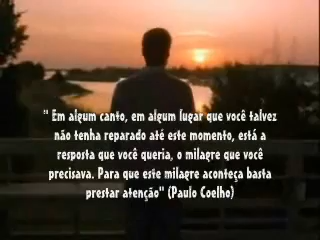 " Em algum canto, em algum lugar que você talvez
não tenha reparado até este momento, está a
resposta que você queria, o milagre que você
precisava. Para que este milagre aconteça basta
prestar atenção" (Paulo Coelho)